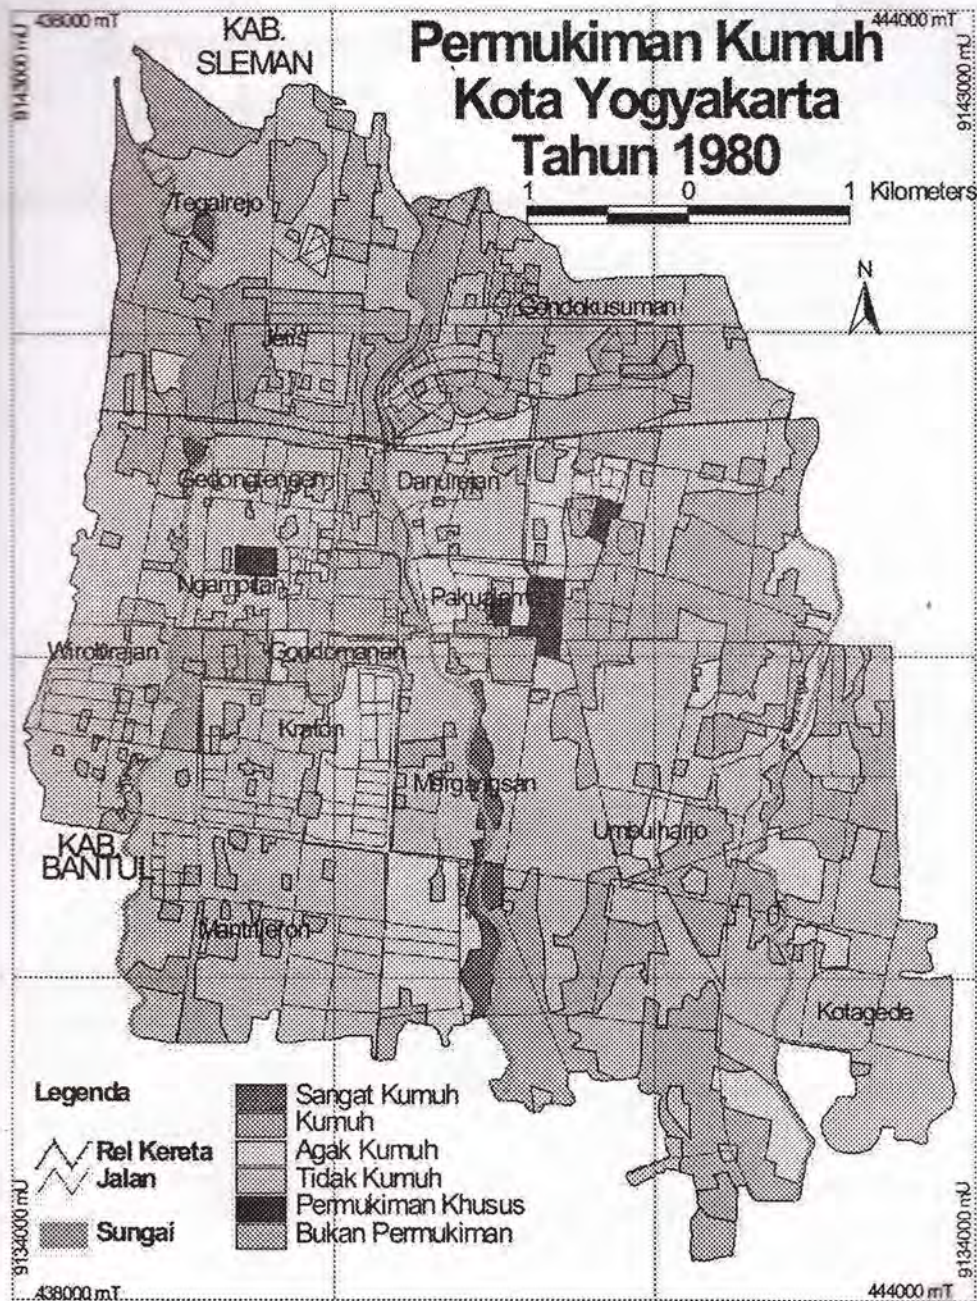 438000 mT
444000 mT
9143000 mU
9143000 mU
KAB.
SLEMAN
Permukiman Kumuh
Kota Yogyakarta
Tahun 1980
1 0 1 Kilometers
N
Tegalrejo
Gondokusuman
Jetis
Gedongtengen
Danurejan
Ngampilan
Pakualam
Wirobrajan
Gondomanan
Kraton
Mergangsan
Umbulharjo
KAB.
BANTUL
Mantrijeron
Kotagede
Legenda
Rel Kereta
Jalan
Sungai
Sangat Kumuh
Kumuh
Agak Kumuh
Tidak Kumuh
Permukiman Khusus
Bukan Permukiman
9134000 mU
9134000 mU
438000 mT
444000 mT